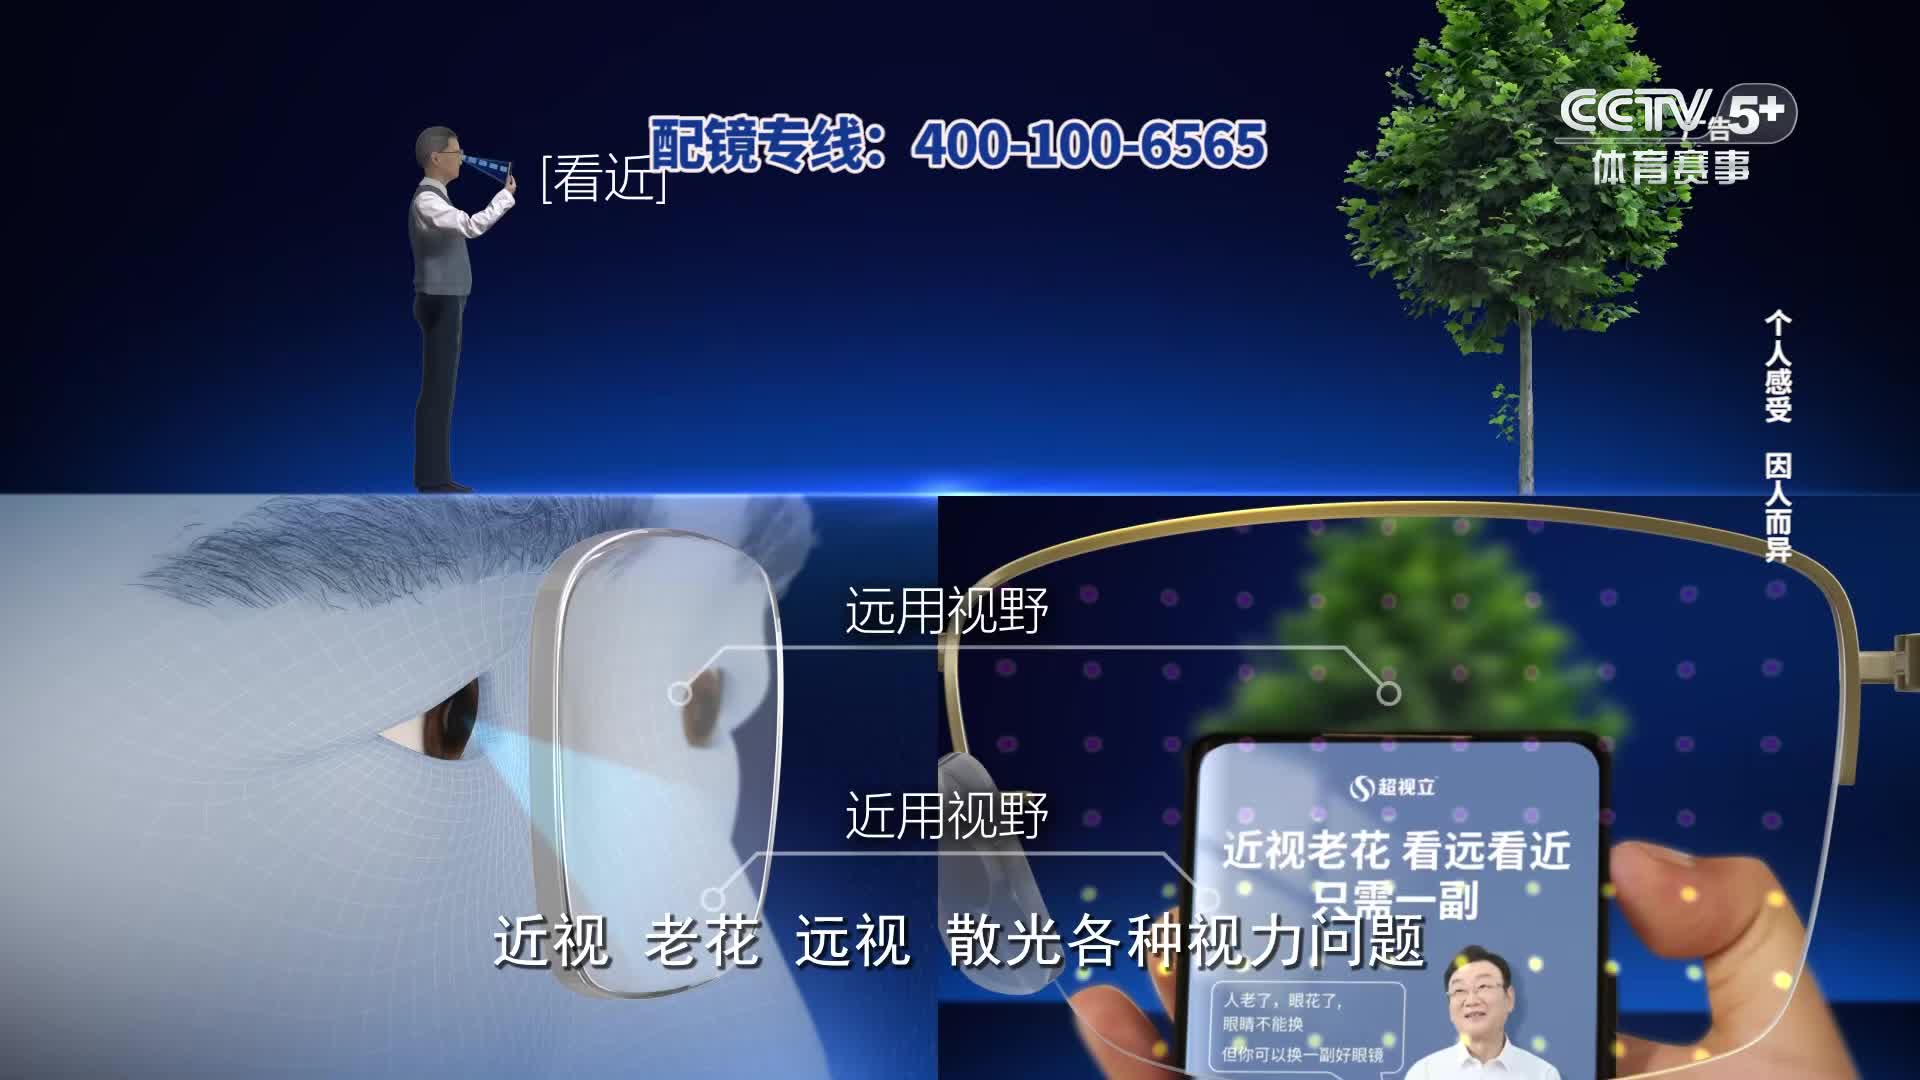 配镜专线：400-100-6565
[看近]
CCTV 5+
告
体育赛事
个人感受 因人而异
远用视野
近用视野
超视立
近视老花 看远看近
只需一副
近视 老花 远视 散光各种视力问题
人老了，眼花了，
眼睛不能换
但你可以换一副好眼镜